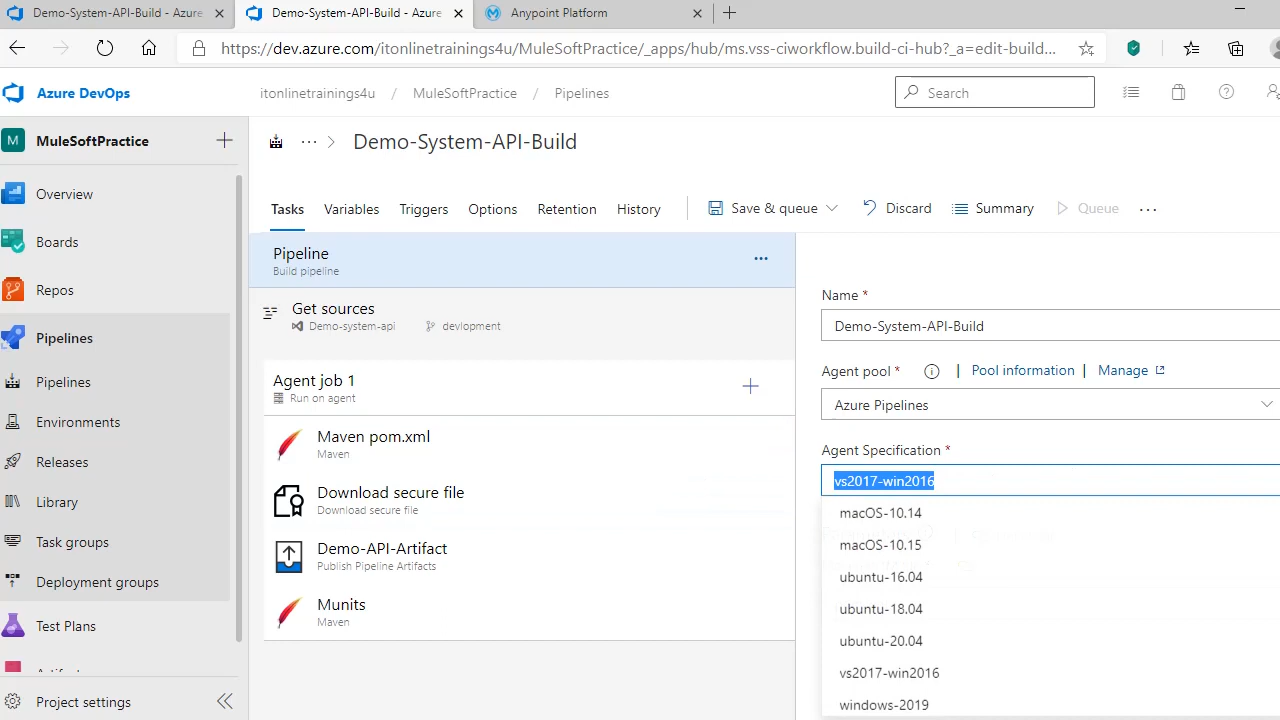 Demo-System-API-Build - Azure
Demo-System-API-Build - Azure
Anypoint Platform
https://dev.azure.com/itonlinetrainings4u/MuleSoftPractice/_apps/hub/ms.vss-ciworkflow.build-ci-hub?_a=edit-build...
Azure DevOps
itonlinetrainings4u / MuleSoftPractice / Pipelines
Search
M MuleSoftPractice
Demo-System-API-Build
Overview
Boards
Repos
Pipelines
Pipelines
Environments
Releases
Library
Task groups
Deployment groups
Test Plans
Project settings
Tasks Variables Triggers Options Retention History
Save & queue Discard Summary Queue ...
Pipeline
Build pipeline
Get sources
Demo-system-api devlopment
Agent job 1
Run on agent
Maven pom.xml
Maven
Download secure file
Download secure file
Demo-API-Artifact
Publish Pipeline Artifacts
Munits
Maven
Name *
Demo-System-API-Build
Agent pool * | Pool information | Manage
Azure Pipelines
Agent Specification *
vs2017-win2016
macOS-10.14
macOS-10.15
ubuntu-16.04
ubuntu-18.04
ubuntu-20.04
vs2017-win2016
windows-2019